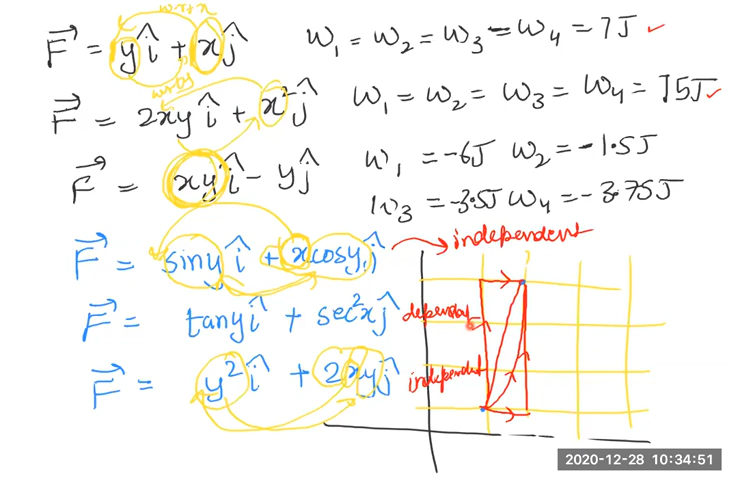 w.r.t x
F⃗ = yî + xĵ W₁ = W₂ = W₃ = W₄ = 7J ✓
w.r.t y
F⃗ = 2xyî + x²ĵ W₁ = W₂ = W₃ = W₄ = 15J ✓
F⃗ = xyî - yĵ W₁ = -6J W₂ = -1.5J
W₃ = -3.5J W₄ = -3.75J
F⃗ = sinyî + xcosyĵ → independent
F⃗ = tanyî + sec²xĵ dependent
F⃗ = y²î + 2xyĵ independent
2020-12-28 10:34:51